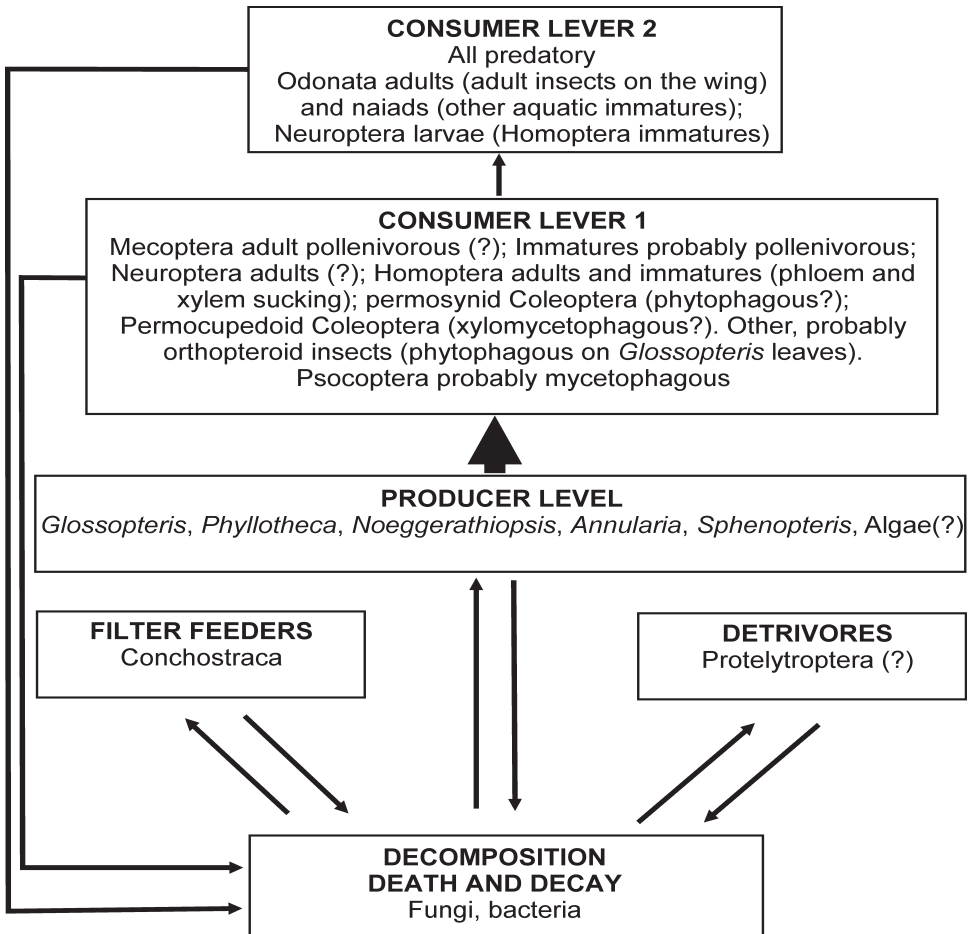 CONSUMER LEVER 2
All predatory
Odonata adults (adult insects on the wing)
and naiads (other aquatic immatures);
Neuroptera larvae (Homoptera immatures)
CONSUMER LEVER 1
Mecoptera adult pollenivorous (?); Immatures probably pollenivorous;
Neuroptera adults (?); Homoptera adults and immatures (phloem and
xylem sucking); permosynid Coleoptera (phytophagous?);
Permocupedoid Coleoptera (xylomycetophagous?). Other, probably
orthopteroid insects (phytophagous on Glossopteris leaves).
Psocoptera probably mycetophagous
PRODUCER LEVEL
Glossopteris, Phyllotheca, Noeggerathiopsis, Annularia, Sphenopteris, Algae(?)
FILTER FEEDERS
Conchostraca
DETRIVORES
Protelytroptera (?)
DECOMPOSITION
DEATH AND DECAY
Fungi, bacteria